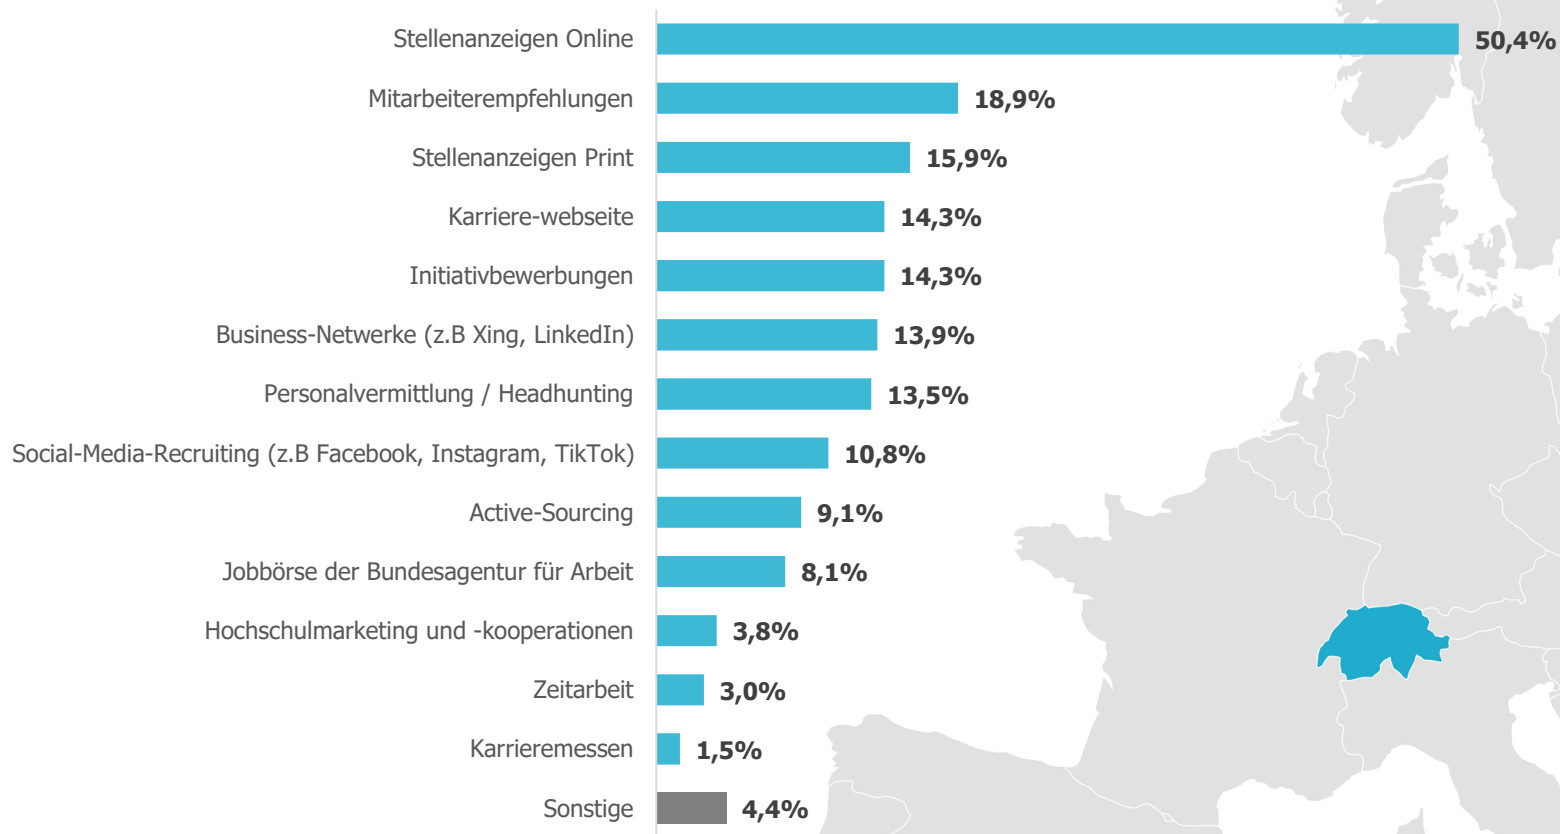 Stellenanzeigen Online 50,4%
Mitarbeiterempfehlungen 18,9%
Stellenanzeigen Print 15,9%
Karriere-webseite 14,3%
Initiativbewerbungen 14,3%
Business-Netwerke (z.B Xing, LinkedIn) 13,9%
Personalvermittlung / Headhunting 13,5%
Social-Media-Recruiting (z.B Facebook, Instagram, TikTok) 10,8%
Active-Sourcing 9,1%
Jobbörse der Bundesagentur für Arbeit 8,1%
Hochschulmarketing und -kooperationen 3,8%
Zeitarbeit 3,0%
Karrieremessen 1,5%
Sonstige 4,4%